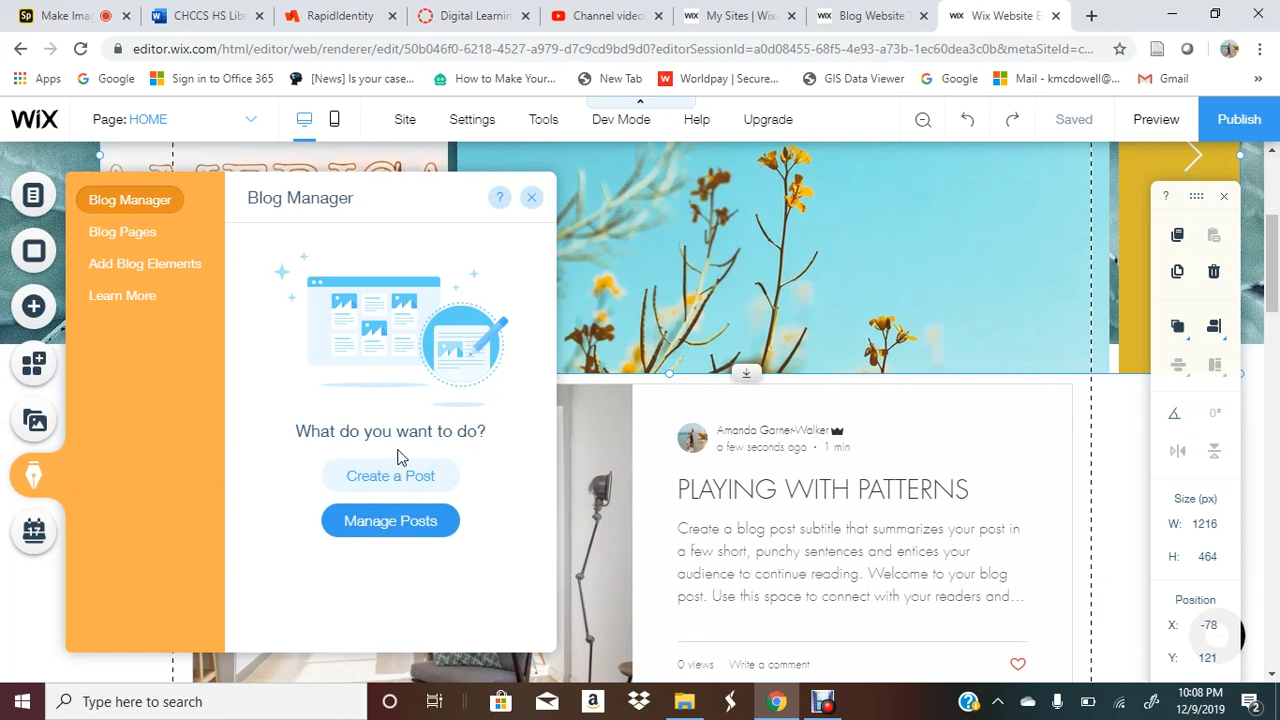 Make Imag
CHCCS HS Libr
RapidIdentity
Digital Learnin
Channel videos
My Sites | Wix.c
Blog Website T
Wix Website E
editor.wix.com/html/editor/web/renderer/edit/50b046f0-6218-4527-a979-d7c9cd9bd9d0?editorSessionId=a0d08455-68f5-4e93-a73b-1ec60dea3c0b&metaSiteId=c...
Apps
Google
Sign in to Office 365
[News] Is your case...
How to Make Your...
New Tab
Worldpay | Secure...
GIS Data Viewer
Google
Mail - kmcdowell@...
Gmail
»
WiX
Page: HOME
Site
Settings
Tools
Dev Mode
Help
Upgrade
Saved
Preview
Publish
Blog Manager
Blog Pages
Add Blog Elements
Learn More
Blog Manager
?
What do you want to do?
Create a Post
Manage Posts
17
Amanda Garner-Walker
a few seconds ago · 1 min
PLAYING WITH PATTERNS
Create a blog post subtitle that summarizes your post in
a few short, punchy sentences and entices your
audience to continue reading. Welcome to your blog
post. Use this space to connect with your readers and...
0 views Write a comment
?
0°
Size (px)
W: 1216
H: 464
Position
X: -78
Y: 121
Type here to search
10:08 PM
12/9/2019
2